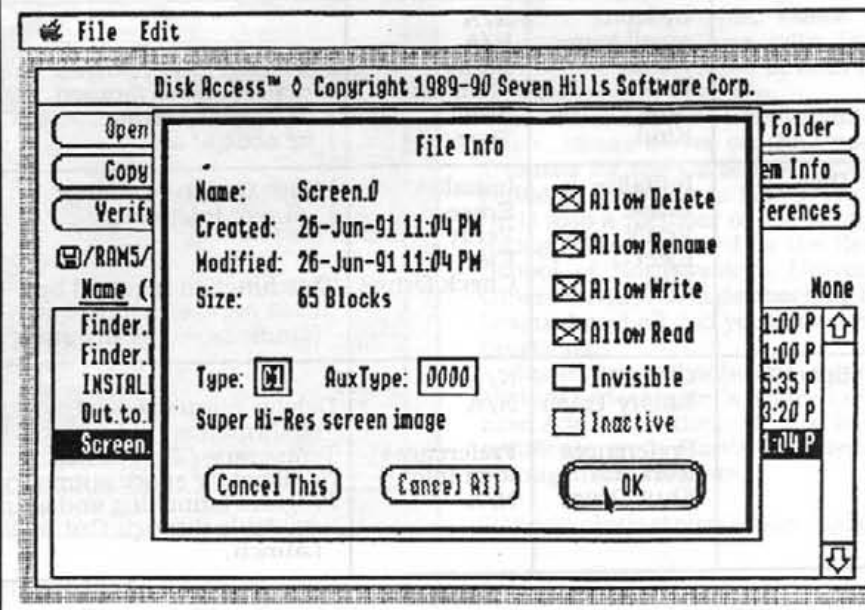 File Edit
Disk Access™ ◊ Copyright 1989-90 Seven Hills Software Corp.
Open
Folder
Copy
em Info
Verify
ferences
/RAM5/
Name (
None
File Info
Name: Screen.0
Created: 26-Jun-91 11:04 PM
Modified: 26-Jun-91 11:04 PM
Size: 65 Blocks
Allow Delete
Allow Rename
Allow Write
Allow Read
Invisible
Inactive
Type: AuxType: 0000
Super Hi-Res screen image
Cancel This
Cancel All
OK
Finder.
1:00 P
Finder.
1:00 P
INSTALL
5:35 P
Out.to.
3:20 P
Screen.
1:04 P